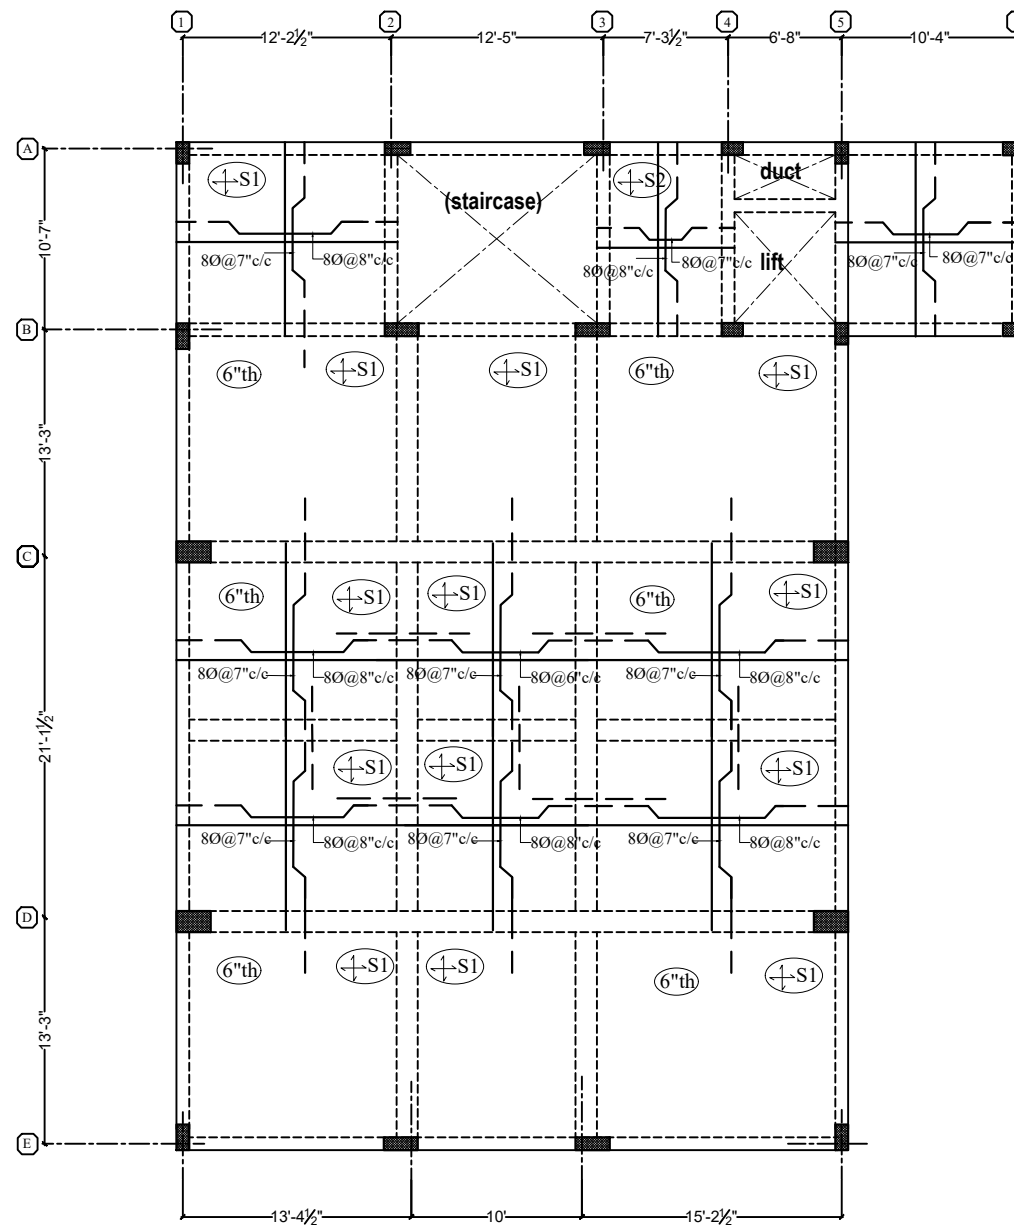 1 2 3 4 5
12'-2½" 12'-5" 7'-3½" 6'-8" 10'-4"
A
S1 S2 duct
(staircase)
10'-7"
lift
8Ø@7"c/c 8Ø@8"c/c 8Ø@8"c/c 8Ø@7"c/c 8Ø@7"c/c 8Ø@7"c/c
B
6"th S1 S1 6"th S1
13'-3"
C
6"th S1 S1 6"th S1
8Ø@7"c/c 8Ø@8"c/c 8Ø@7"c/c 8Ø@6"c/c 8Ø@7"c/c 8Ø@8"c/c
21'-1½"
S1 S1 S1
8Ø@7"c/c 8Ø@8"c/c 8Ø@7"c/c 8Ø@8"c/c 8Ø@7"c/c 8Ø@8"c/c
D
6"th S1 S1 6"th S1
13'-3"
E
13'-4½" 10' 15'-2½"